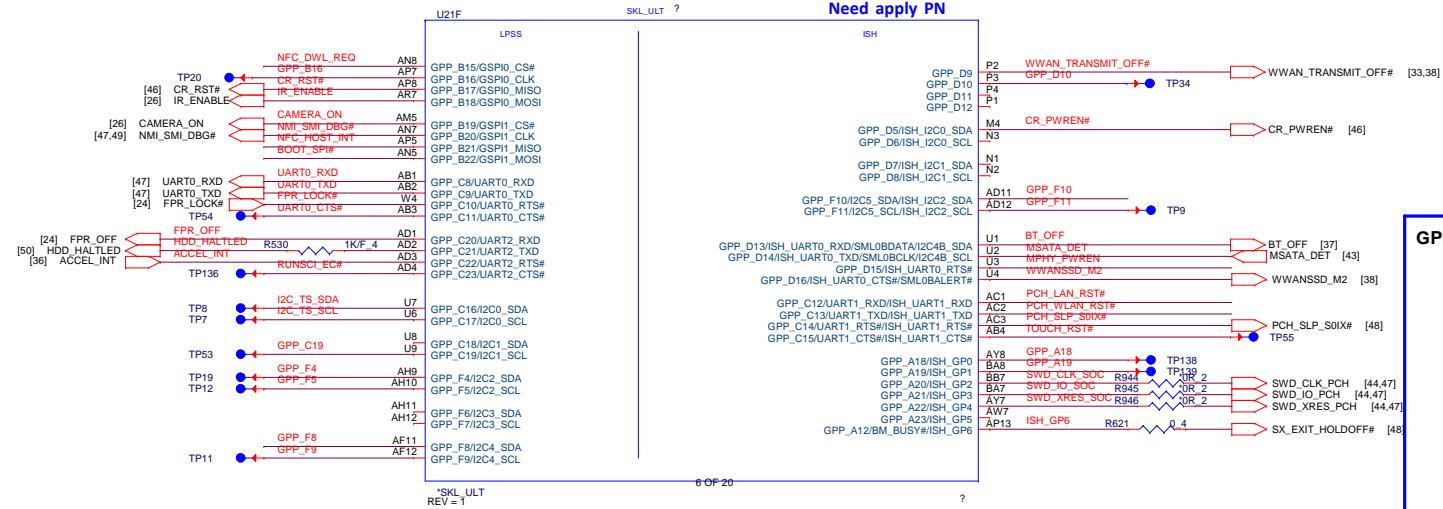 U21F
SKL_ULT ?
Need apply PN
LPSS
ISH
NFC_DWL_REQ AN8 GPP_B15/GSPI0_CS#
TP20 GPP_B16 AP7 GPP_B16/GSPI0_CLK
[46] CR_RST# CR_RST# AP8 GPP_B17/GSPI0_MISO
[26] IR_ENABLE IR_ENABLE AR7 GPP_B18/GSPI0_MOSI
[26] CAMERA_ON CAMERA_ON AM5 GPP_B19/GSPI1_CS#
[47,49] NMI_SMI_DBG# NMI_SMI_DBG# AN7 GPP_B20/GSPI1_CLK
NFC_HOST_INT AP5 GPP_B21/GSPI1_MISO
BOOT_SPI# AN5 GPP_B22/GSPI1_MOSI
[47] UART0_RXD UART0_RXD AB1 GPP_C8/UART0_RXD
[47] UART0_TXD UART0_TXD AB2 GPP_C9/UART0_TXD
[24] FPR_LOCK# FPR_LOCK# W4 GPP_C10/UART0_RTS#
TP54 UART0_CTS# AB3 GPP_C11/UART0_CTS#
[24] FPR_OFF FPR_OFF AD1 GPP_C20/UART2_RXD
[50] HDD_HALTLED HDD_HALTLED R530 1K/F_4 AD2 GPP_C21/UART2_TXD
[36] ACCEL_INT ACCEL_INT AD3 GPP_C22/UART2_RTS#
TP136 RUNSCI_EC# AD4 GPP_C23/UART2_CTS#
TP8 I2C_TS_SDA U7 GPP_C16/I2C0_SDA
TP7 I2C_TS_SCL U6 GPP_C17/I2C0_SCL
U8 GPP_C18/I2C1_SDA
TP53 GPP_C19 U9 GPP_C19/I2C1_SCL
TP19 GPP_F4 AH9 GPP_F4/I2C2_SDA
TP12 GPP_F5 AH10 GPP_F5/I2C2_SCL
AH11 GPP_F6/I2C3_SDA
AH12 GPP_F7/I2C3_SCL
GPP_F8 AF11 GPP_F8/I2C4_SDA
TP11 GPP_F9 AF12 GPP_F9/I2C4_SCL
GPP_D9 P2 WWAN_TRANSMIT_OFF# WWAN_TRANSMIT_OFF# [33,38]
GPP_D10 P3 GPP_D10 TP34
GPP_D11 P4
GPP_D12 P1
GPP_D5/ISH_I2C0_SDA M4 CR_PWREN# CR_PWREN# [46]
GPP_D6/ISH_I2C0_SCL N3
GPP_D7/ISH_I2C1_SDA N1
GPP_D8/ISH_I2C1_SCL N2
GPP_F10/I2C5_SDA/ISH_I2C2_SDA AD11 GPP_F10
GPP_F11/I2C5_SCL/ISH_I2C2_SCL AD12 GPP_F11 TP9
GPP_D13/ISH_UART0_RXD/SML0BDATA/I2C4B_SDA U1 BT_OFF BT_OFF [37]
GPP_D14/ISH_UART0_TXD/SML0BCLK/I2C4B_SCL U2 MSATA_DET MSATA_DET [43]
GPP_D15/ISH_UART0_RTS# U3 MPHY_PWREN
GPP_D16/ISH_UART0_CTS#/SML0BALERT# U4 WWANSSD_M2 WWANSSD_M2 [38]
GPP_C12/UART1_RXD/ISH_UART1_RXD AC1 PCH_LAN_RST#
GPP_C13/UART1_TXD/ISH_UART1_TXD AC2 PCH_WLAN_RST#
GPP_C14/UART1_RTS#/ISH_UART1_RTS# AC3 PCH_SLP_S0IX# PCH_SLP_S0IX# [48]
GPP_C15/UART1_CTS#/ISH_UART1_CTS# AB4 TOUCH_RST# TP55
GPP_A18/ISH_GP0 AY8 GPP_A18 TP138
GPP_A19/ISH_GP1 BA8 GPP_A19 TP139
GPP_A20/ISH_GP2 BB7 SWD_CLK_SOC R944 *0R_2 SWD_CLK_PCH [44,47]
GPP_A21/ISH_GP3 BA7 SWD_IO_SOC R945 *0R_2 SWD_IO_PCH [44,47]
GPP_A22/ISH_GP4 AY7 SWD_XRES_SOC R946 *0R_2 SWD_XRES_PCH [44,47]
GPP_A23/ISH_GP5 AW7
GPP_A12/BM_BUSY#/ISH_GP6 AP13 ISH_GP6 R621 0_4 SX_EXIT_HOLDOFF# [48]
6 OF 20
*SKL_ULT
REV = 1
?